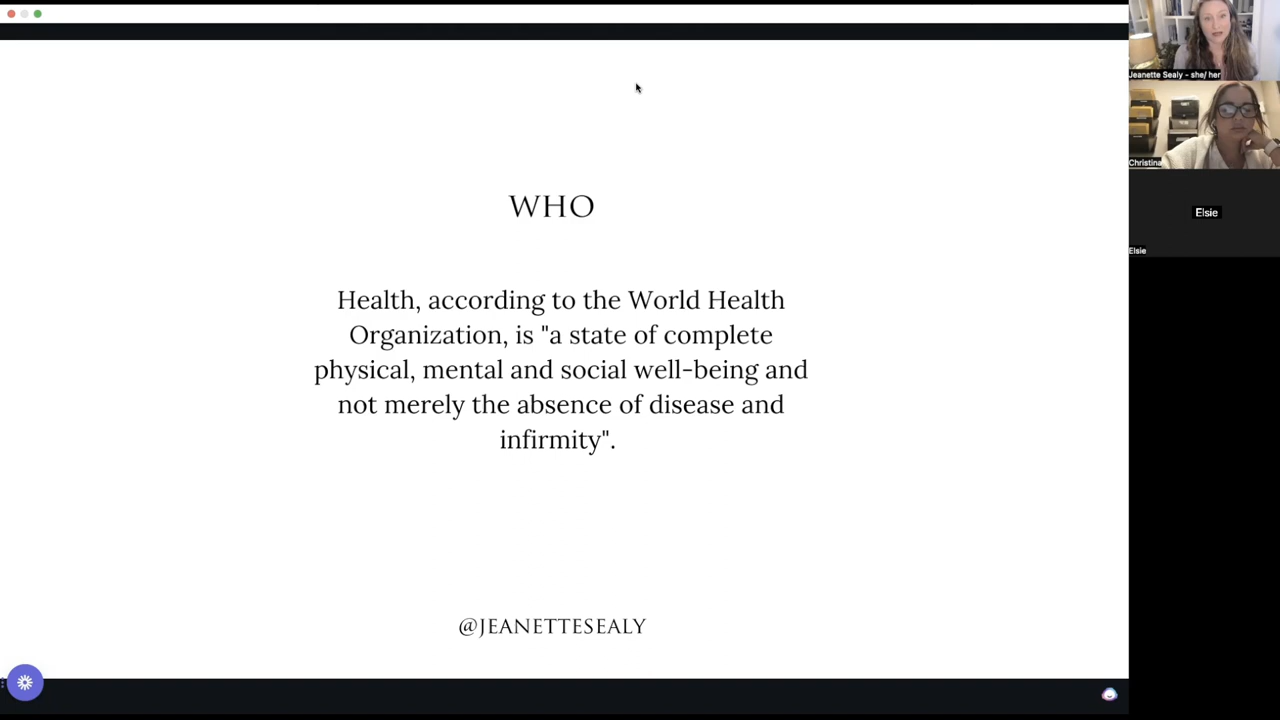 WHO
Health, according to the World Health
Organization, is "a state of complete
physical, mental and social well-being and
not merely the absence of disease and
infirmity".
@JEANETTESEALY
Jeanette Sealy - she/ her
Christina
Elsie
Elsie